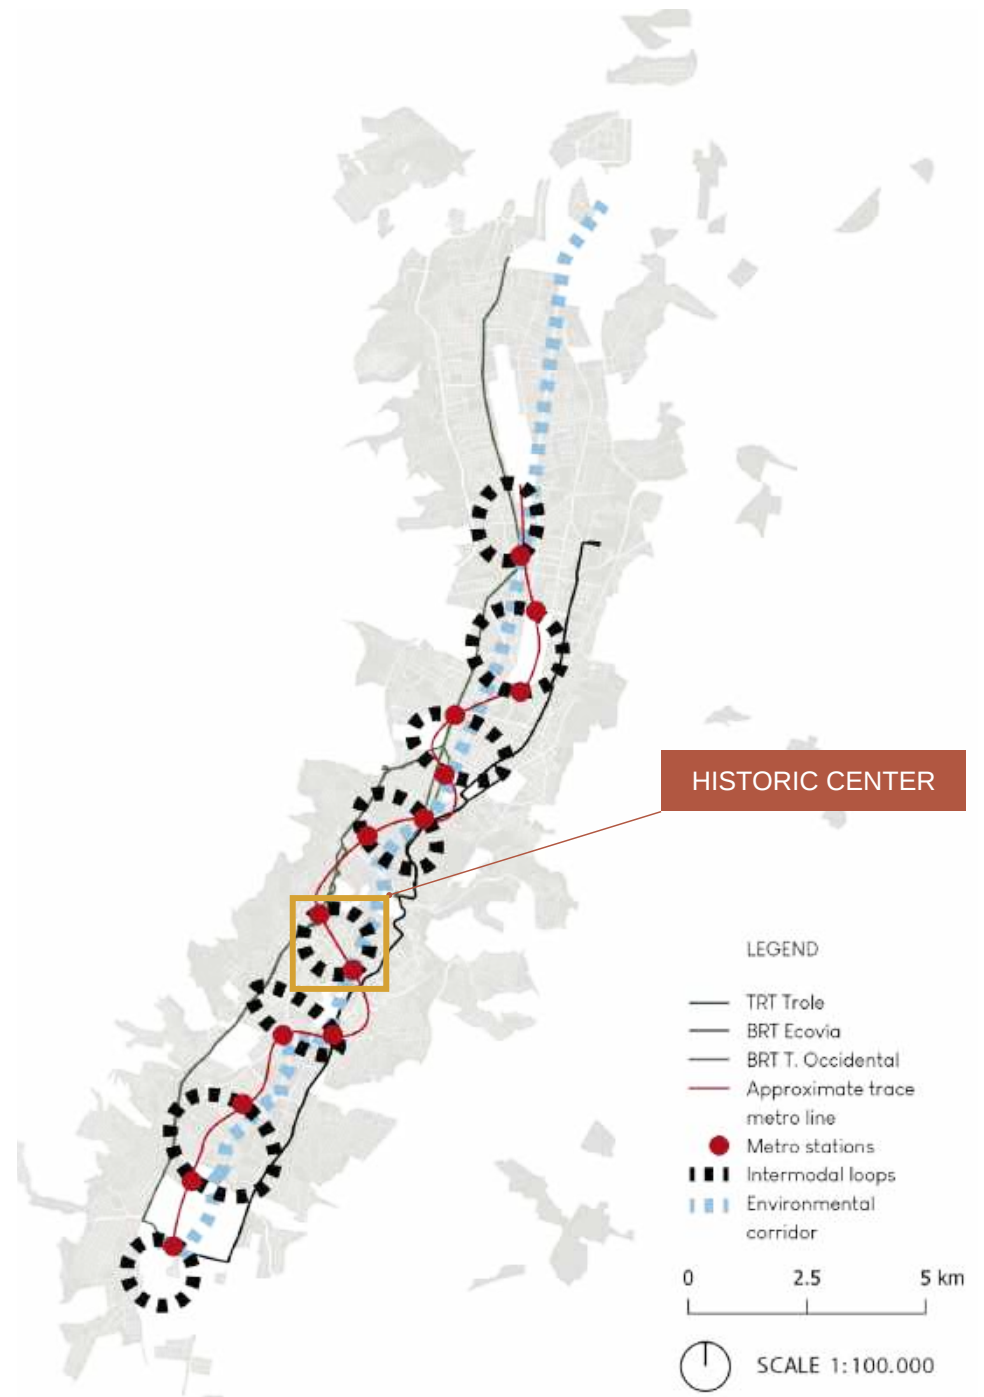 HISTORIC CENTER
LEGEND
TRT Trole
BRT Ecovia
BRT T. Occidental
Approximate trace
metro line
Metro stations
Intermodal loops
Environmental
corridor
0 2.5 5 km
SCALE 1:100.000